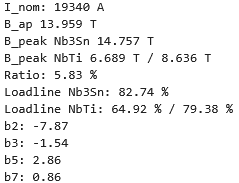 I_nom: 19340 A
B_ap 13.959 T
B_peak Nb3Sn 14.757 T
B_peak NbTi 6.689 T / 8.636 T
Ratio: 5.83 %
Loadline Nb3Sn: 82.74 %
Loadline NbTi: 64.92 % / 79.38 %
b2: -7.87
b3: -1.54
b5: 2.86
b7: 0.86